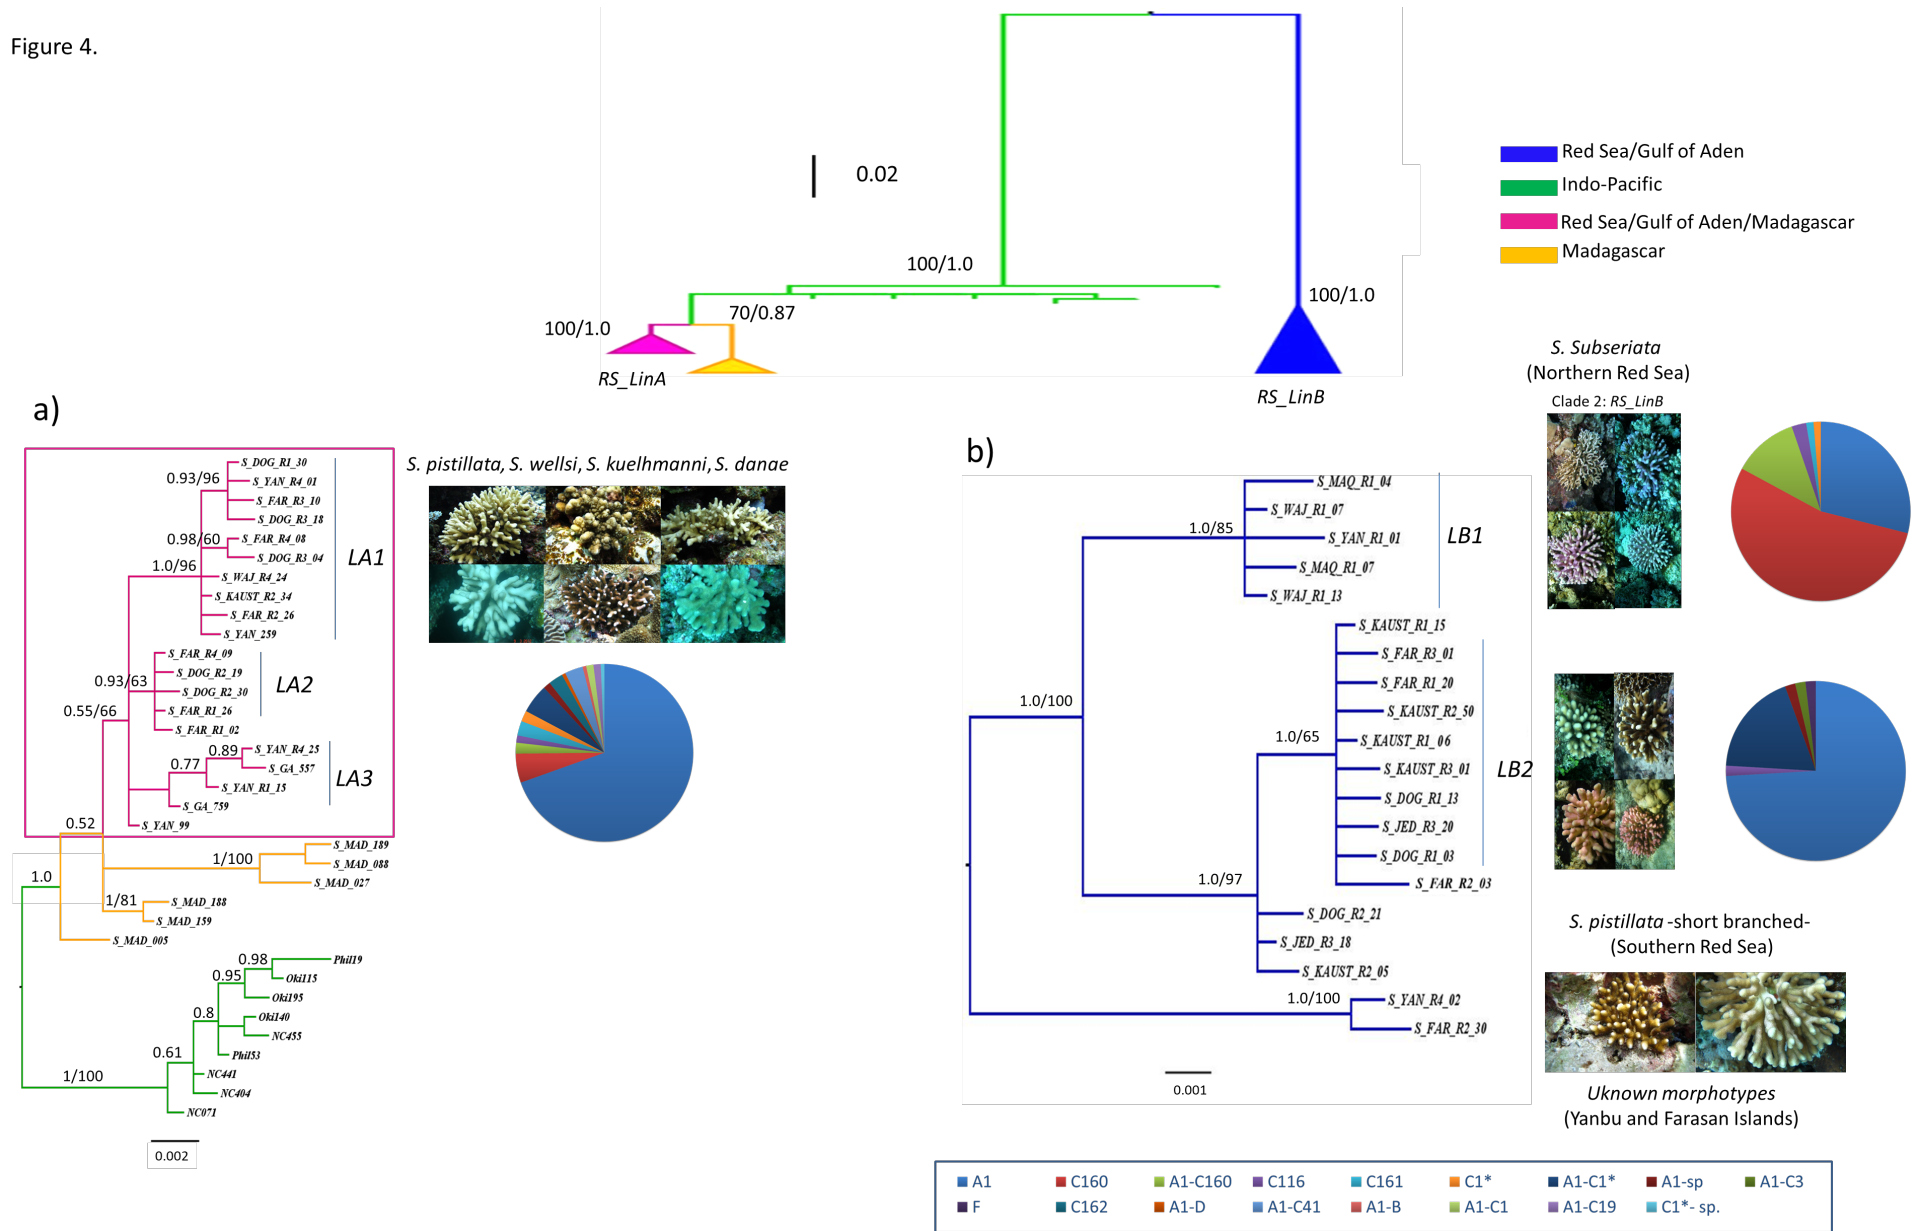 Figure 4.
0.02
Red Sea/Gulf of Aden
Indo-Pacific
Red Sea/Gulf of Aden/Madagascar
Madagascar
100/1.0
100/1.0
70/0.87
100/1.0
RS_LinA
RS_LinB
S. Subseriata
(Northern Red Sea)
Clade 2: RS_LinB
a)
S_DOG_R1_30
0.93/96
S_YAN_R4_01
S_FAR_R3_10
S_DOG_R3_18
S_FAR_R4_08
0.98/60
S_DOG_R3_04
LA1
1.0/96
S_WAJ_R4_24
S_KAUST_R2_34
S_FAR_R2_26
S_YAN_259
S_FAR_R4_09
S_DOG_R2_19
0.93/63
S_DOG_R2_30
LA2
S_FAR_R1_26
0.55/66
S_FAR_R1_02
S_YAN_R4_25
0.89
S_GA_557
0.77
S_YAN_R1_15
LA3
S_GA_759
S_YAN_99
0.52
S_MAD_189
1/100
S_MAD_088
1.0
S_MAD_027
1/81
S_MAD_188
S_MAD_159
S_MAD_005
0.98
Phil19
0.95
Oki115
Oki195
0.8
Oki140
NC455
0.61
Phil53
1/100
NC441
NC404
NC071
0.002
S. pistillata, S. wellsi, S. kuelhmanni, S. danae
b)
S_MAQ_R1_04
S_WAJ_R1_07
1.0/85
S_YAN_R1_01
LB1
S_MAQ_R1_07
S_WAJ_R1_13
S_KAUST_R1_15
S_FAR_R3_01
S_FAR_R1_20
1.0/100
S_KAUST_R2_50
1.0/65
S_KAUST_R1_06
S_KAUST_R3_01
LB2
S_DOG_R1_13
S_JED_R3_20
S_DOG_R1_03
1.0/97
S_FAR_R2_03
S_DOG_R2_21
S_JED_R3_18
S_KAUST_R2_05
1.0/100
S_YAN_R4_02
S_FAR_R2_30
0.001
S. pistillata -short branched-
(Southern Red Sea)
Uknown morphotypes
(Yanbu and Farasan Islands)
A1 C160 A1-C160 C116 C161 C1* A1-C1* A1-sp A1-C3
F C162 A1-D A1-C41 A1-B A1-C1 A1-C19 C1*- sp.